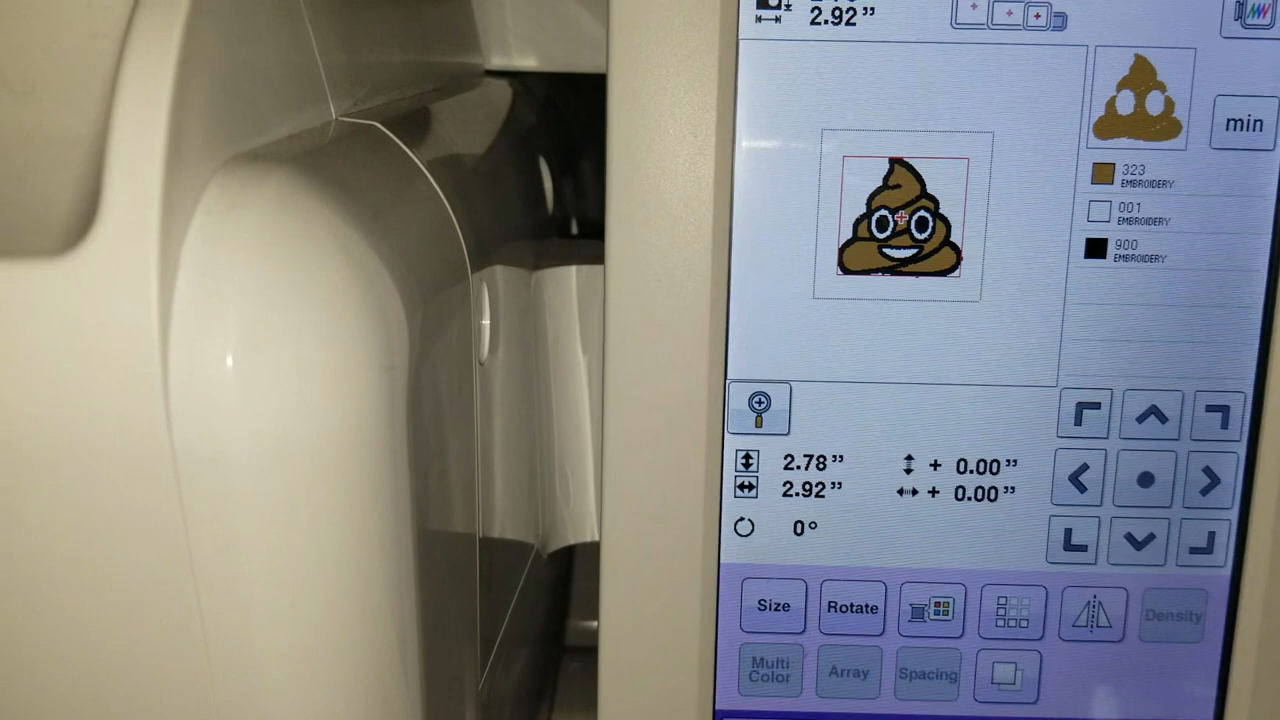 2.92”
min
323
EMBROIDERY
001
EMBROIDERY
900
EMBROIDERY
2.78” + 0.00”
2.92” + 0.00”
0°
Size Rotate Density
Multi Color Array Spacing